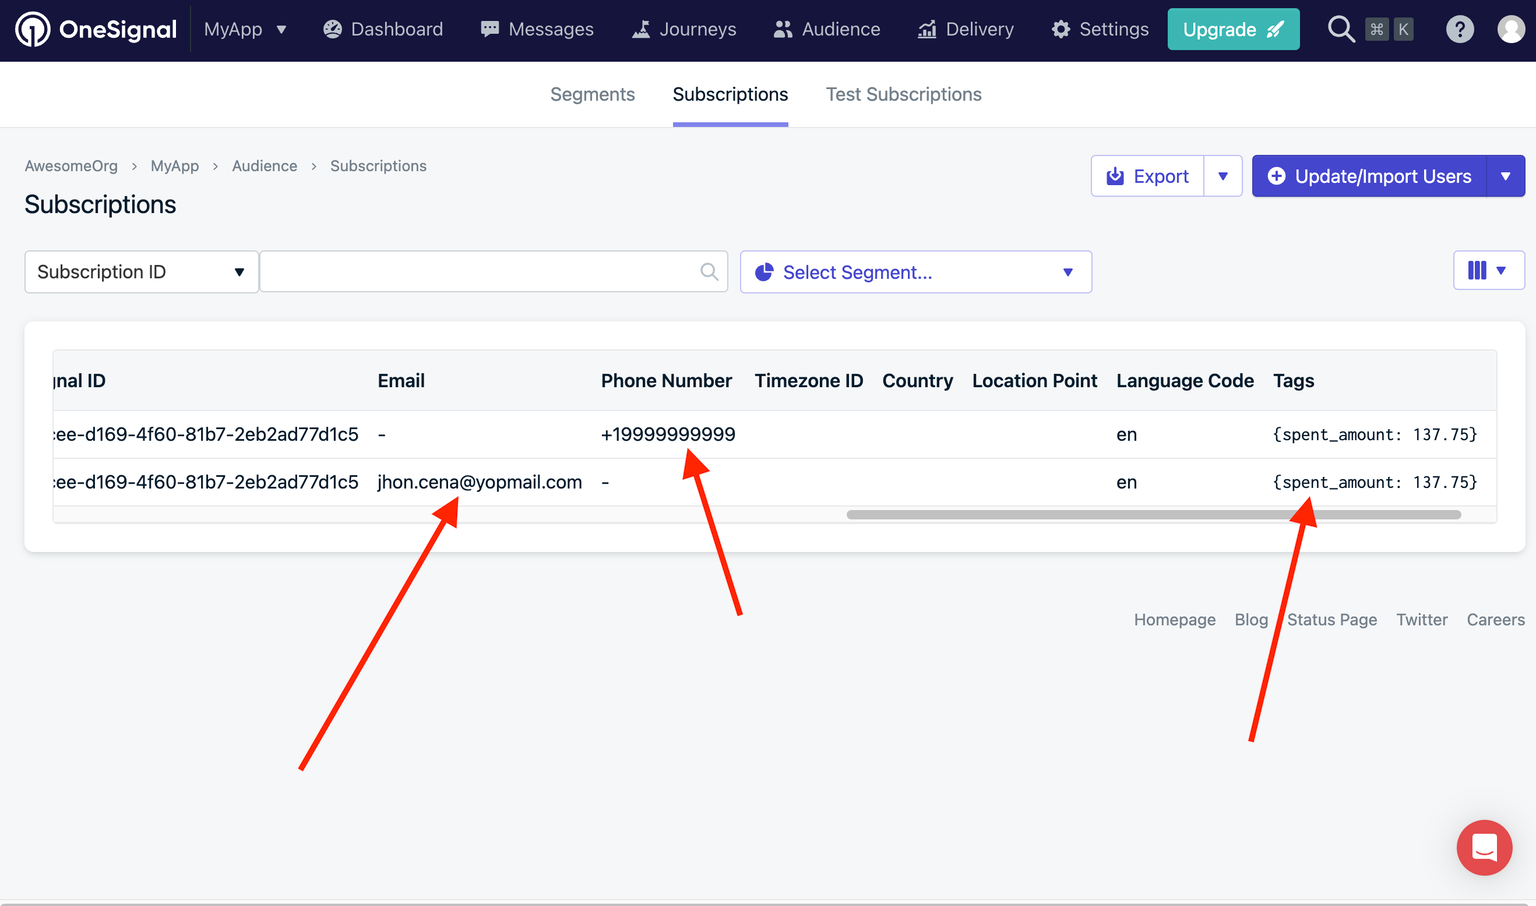 OneSignal MyApp Dashboard Messages Journeys Audience Delivery Settings Upgrade ⌘ K ?
Segments Subscriptions Test Subscriptions
AwesomeOrg > MyApp > Audience > Subscriptions
Export Update/Import Users
Subscriptions
Subscription ID Select Segment...
gnal ID Email Phone Number Timezone ID Country Location Point Language Code Tags
cee-d169-4f60-81b7-2eb2ad77d1c5 - +19999999999 en {spent_amount: 137.75}
cee-d169-4f60-81b7-2eb2ad77d1c5 jhon.cena@yopmail.com - en {spent_amount: 137.75}
Homepage Blog Status Page Twitter Careers